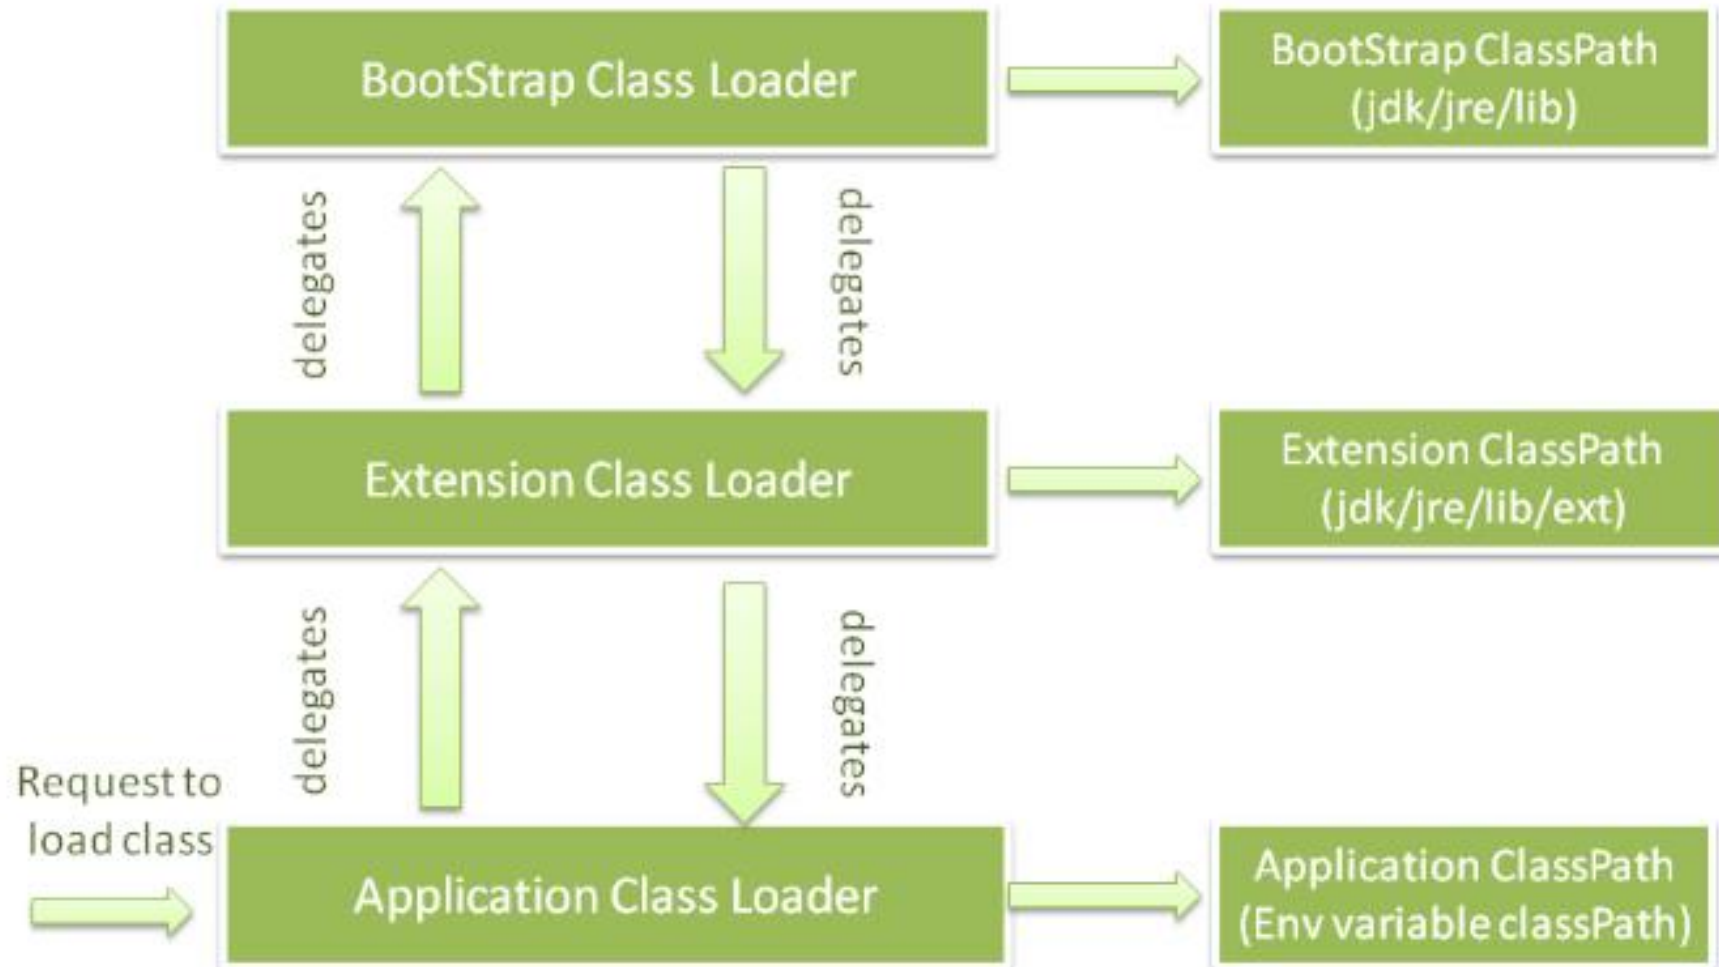 BootStrap Class Loader
BootStrap ClassPath
(jdk/jre/lib)
delegates
delegates
Extension Class Loader
Extension ClassPath
(jdk/jre/lib/ext)
delegates
delegates
Request to
load class
Application Class Loader
Application ClassPath
(Env variable classPath)